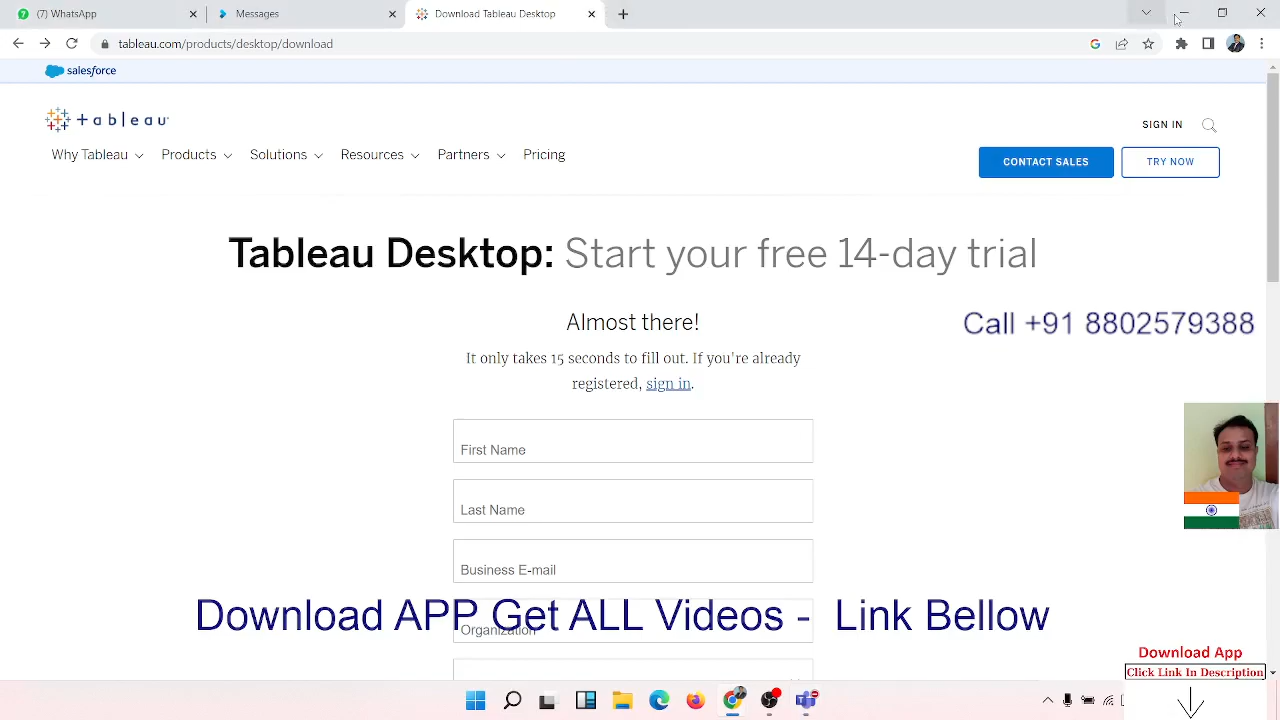 7 WhatsApp
Messages
Download Tableau Desktop
tableau.com/products/desktop/download
salesforce
+ a b | e a u
SIGN IN
Why Tableau
Products
Solutions
Resources
Partners
Pricing
CONTACT SALES
TRY NOW
Tableau Desktop: Start your free 14-day trial
Almost there!
Call +91 8802579388
It only takes 15 seconds to fill out. If you're already
registered, sign in.
First Name
Last Name
Business E-mail
Download APP Get ALL Videos - Link Bellow
Organization
Download App
Click Link In Description